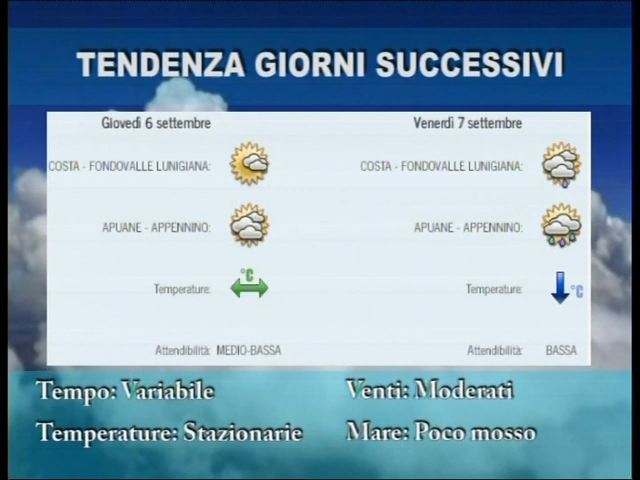 TENDENZA GIORNI SUCCESSIVI
Giovedì 6 settembre
Venerdì 7 settembre
COSTA - FONDOVALLE LUNIGIANA:
COSTA - FONDOVALLE LUNIGIANA:
APUANE - APPENNINO:
APUANE - APPENNINO:
Temperature:
°C
Temperature:
°C
Attendibilità: MEDIO-BASSA
Attendibilità: BASSA
Tempo: Variabile
Venti: Moderati
Temperature: Stazionarie
Mare: Poco mosso